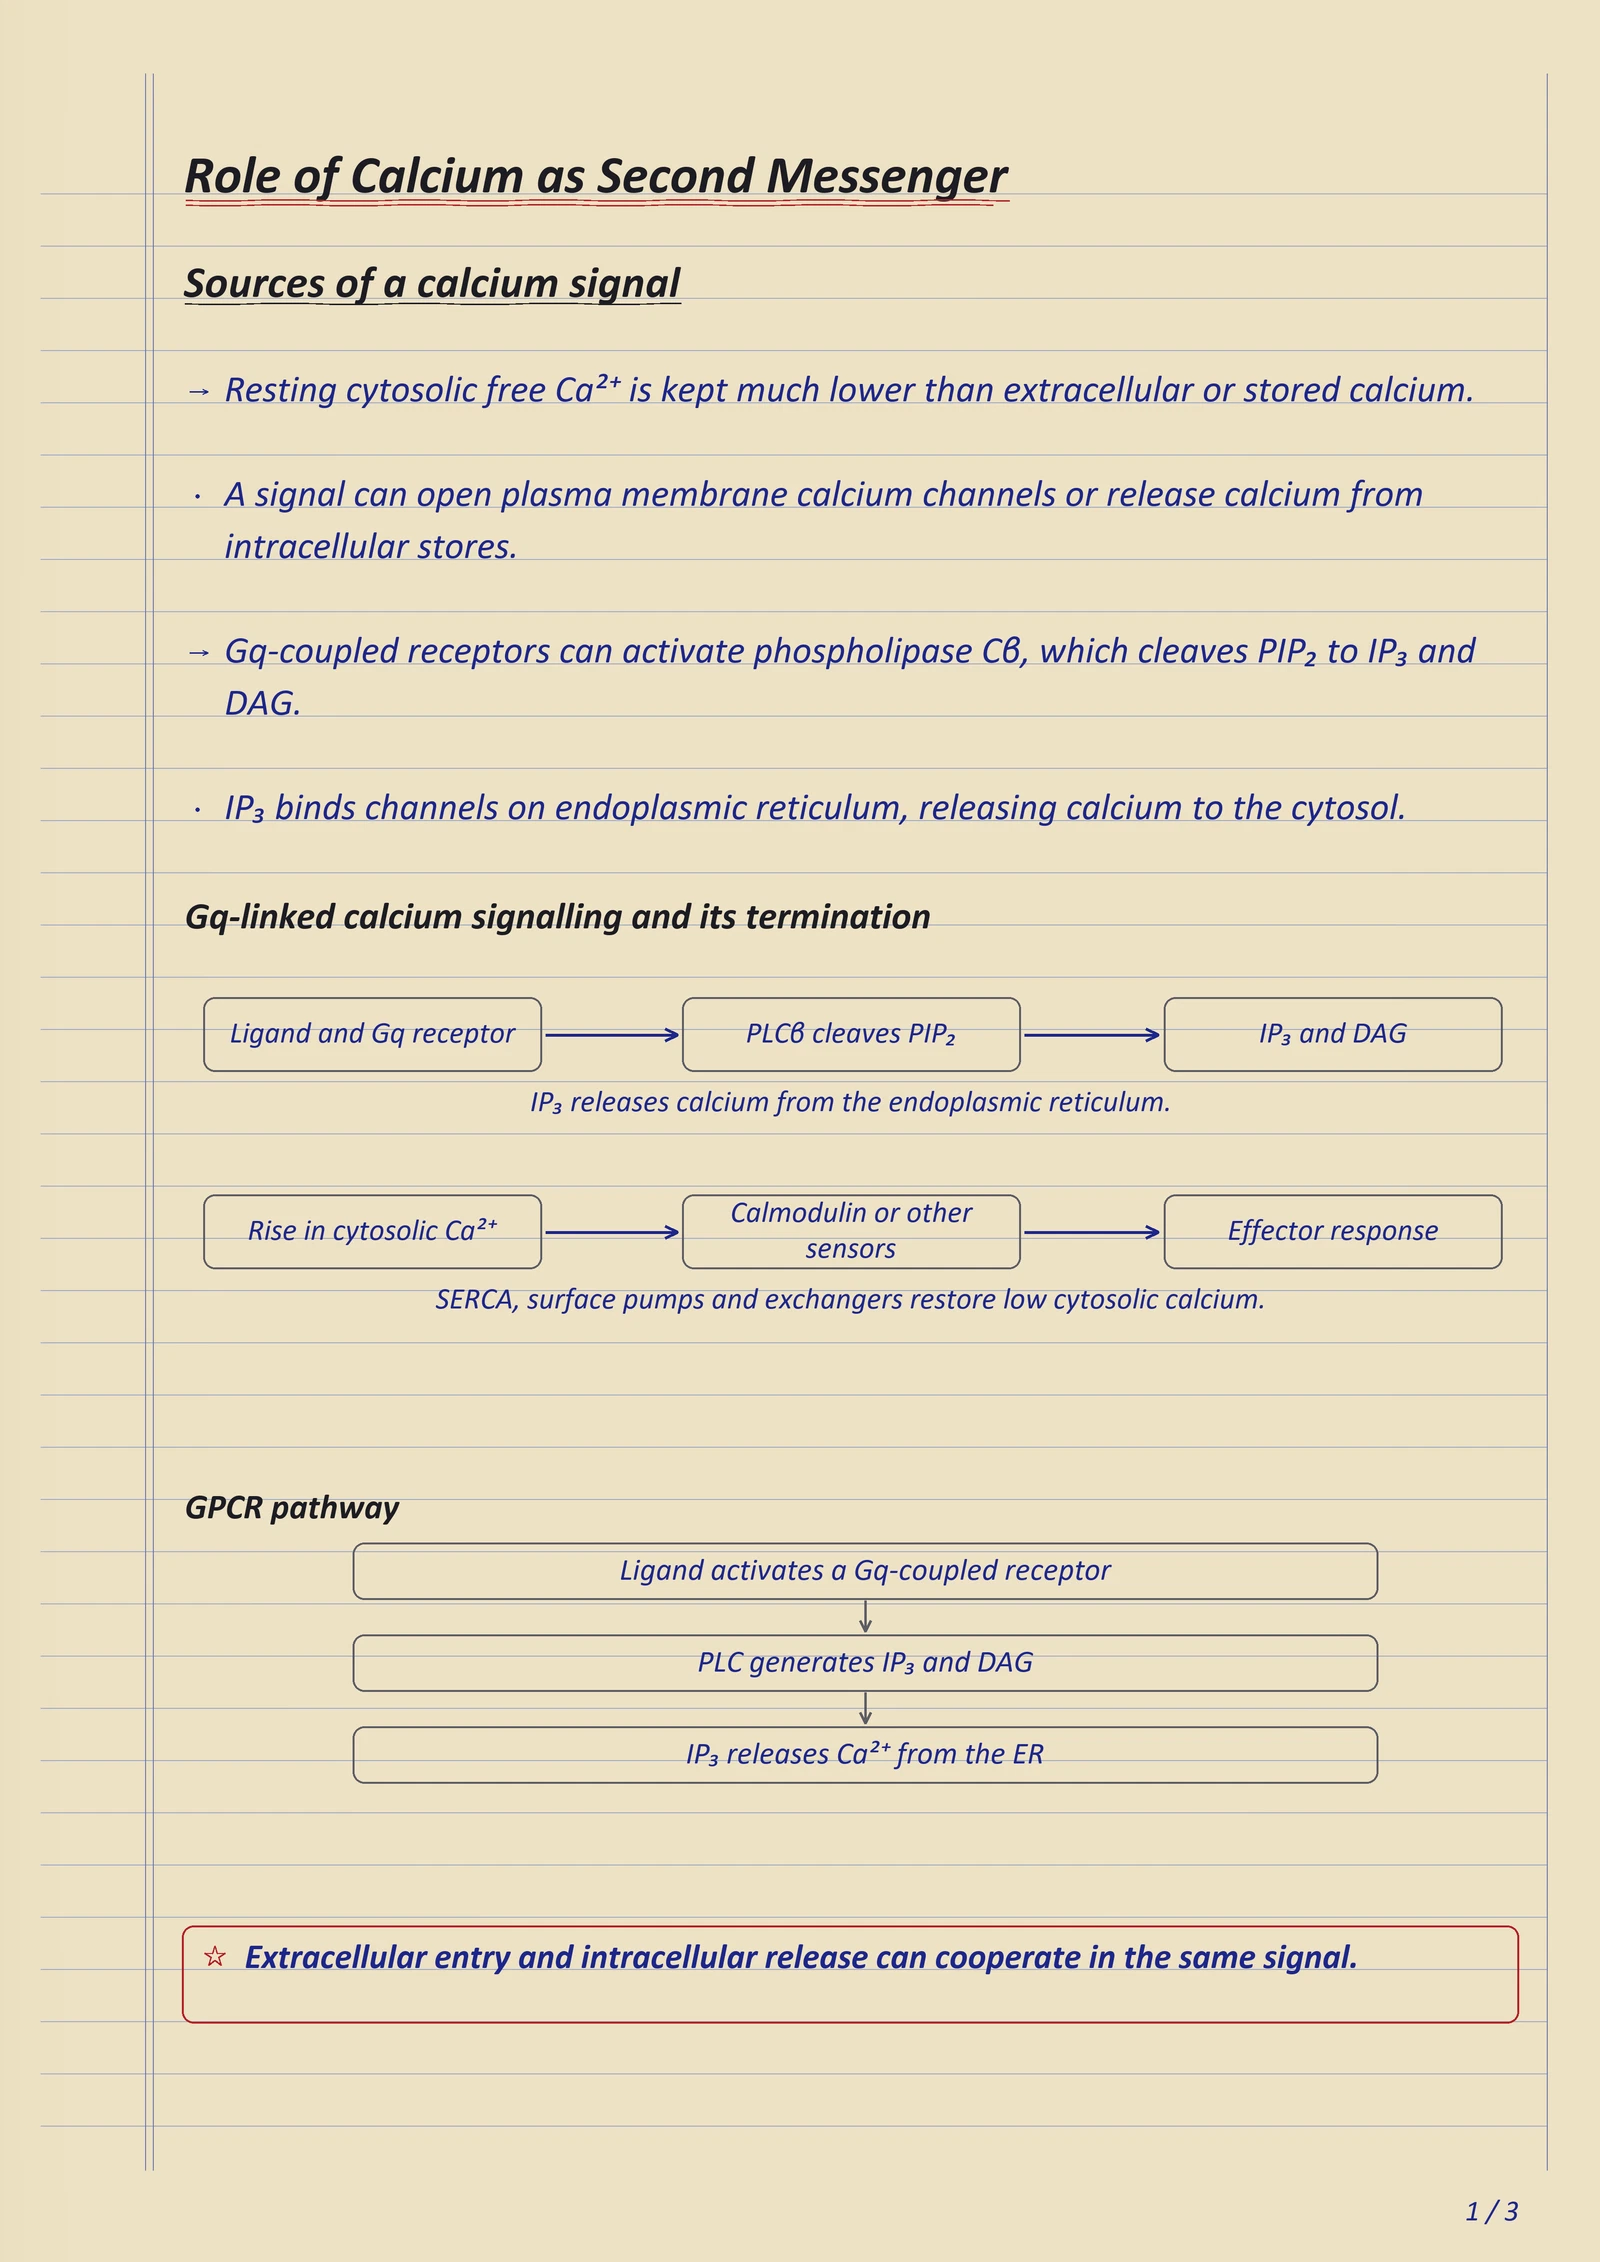 Role of Calcium as Second Messenger
Sources of a calcium signal
→ Resting cytosolic free Ca²⁺ is kept much lower than extracellular or stored calcium.
· A signal can open plasma membrane calcium channels or release calcium from
intracellular stores.
→ Gq-coupled receptors can activate phospholipase Cβ, which cleaves PIP₂ to IP₃ and
DAG.
· IP₃ binds channels on endoplasmic reticulum, releasing calcium to the cytosol.
Gq-linked calcium signalling and its termination
Ligand and Gq receptor → PLCβ cleaves PIP₂ → IP₃ and DAG
IP₃ releases calcium from the endoplasmic reticulum.
Rise in cytosolic Ca²⁺ → Calmodulin or other
sensors → Effector response
SERCA, surface pumps and exchangers restore low cytosolic calcium.
GPCR pathway
Ligand activates a Gq-coupled receptor
↓
PLC generates IP₃ and DAG
↓
IP₃ releases Ca²⁺ from the ER
☆ Extracellular entry and intracellular release can cooperate in the same signal.
1 / 3